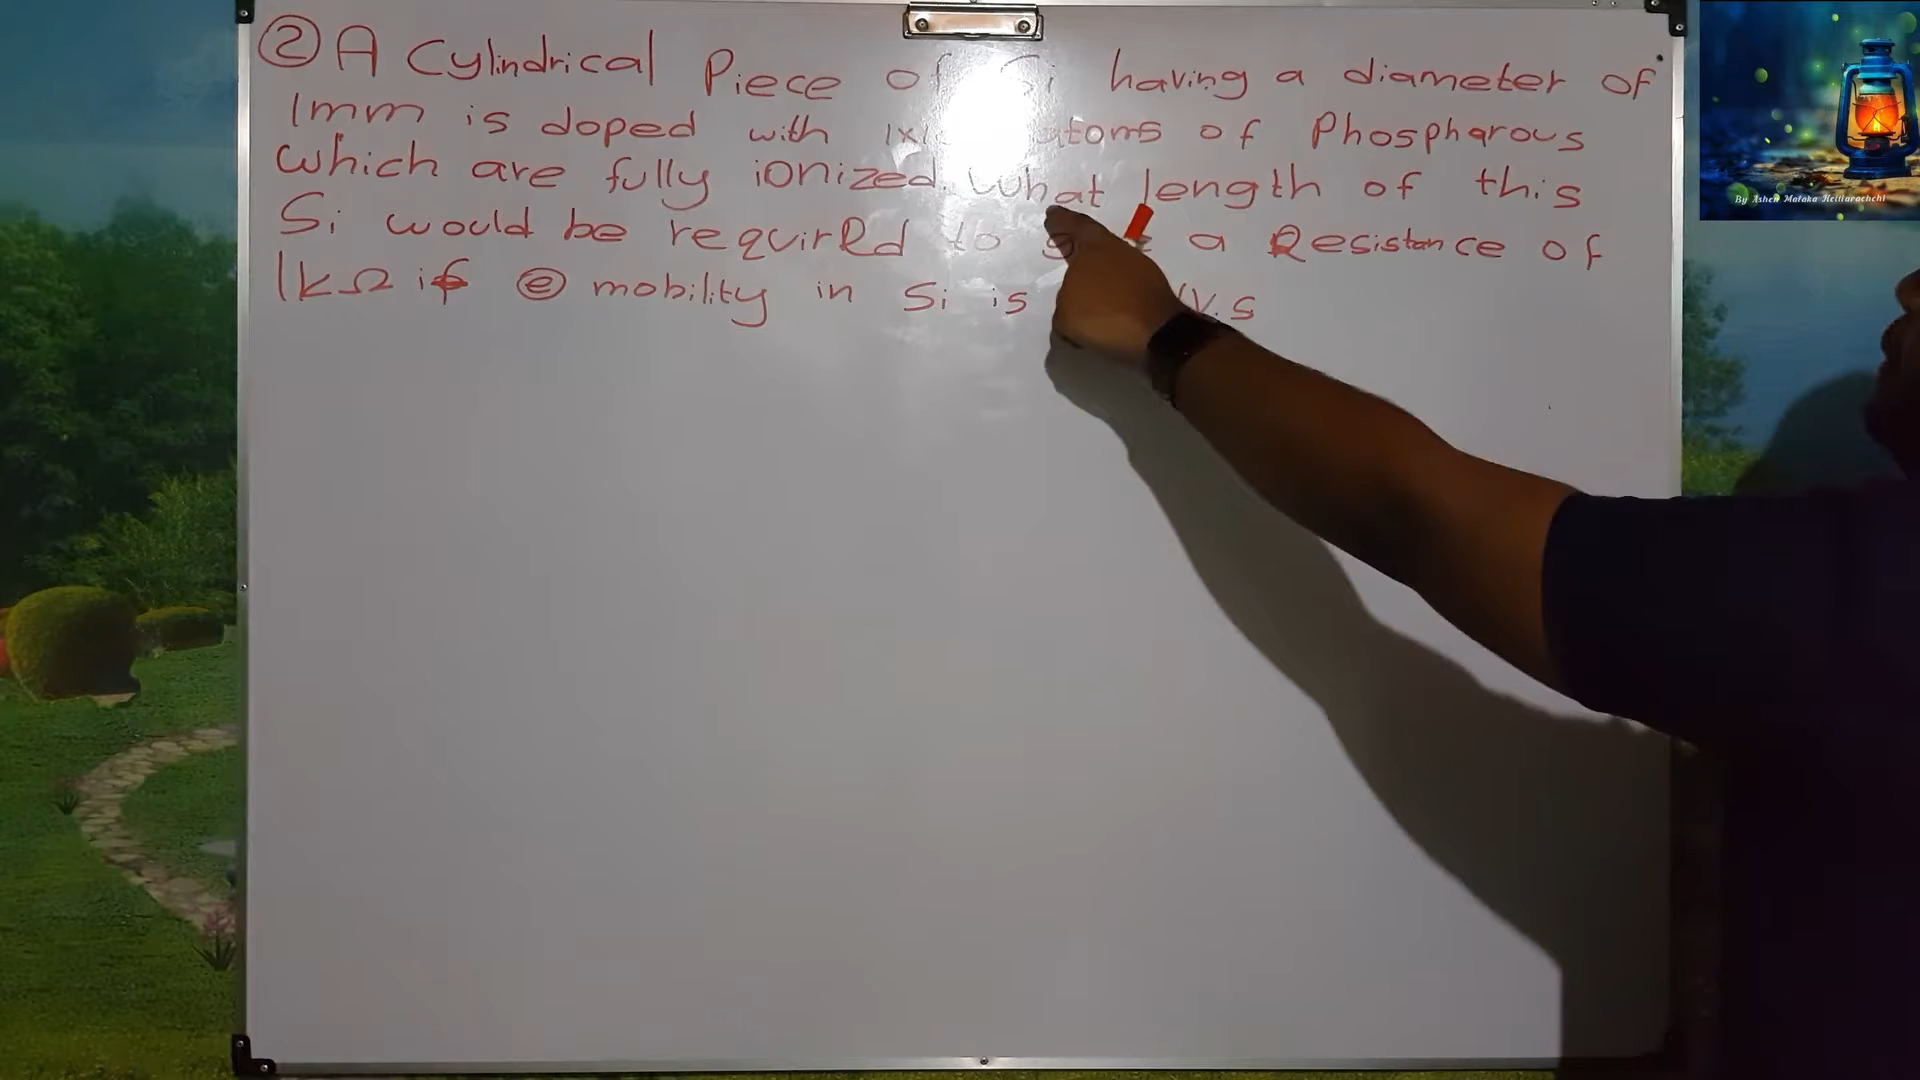 ② A Cylindrical Piece of Si having a diameter of
1mm is doped with atoms of Phospharous
which are fully ionized. What length of this
Si would be required to a Resistance of
1kΩ if ⓔ mobility in Si is /V.s
By Ashen Malaka Hettiarachchi